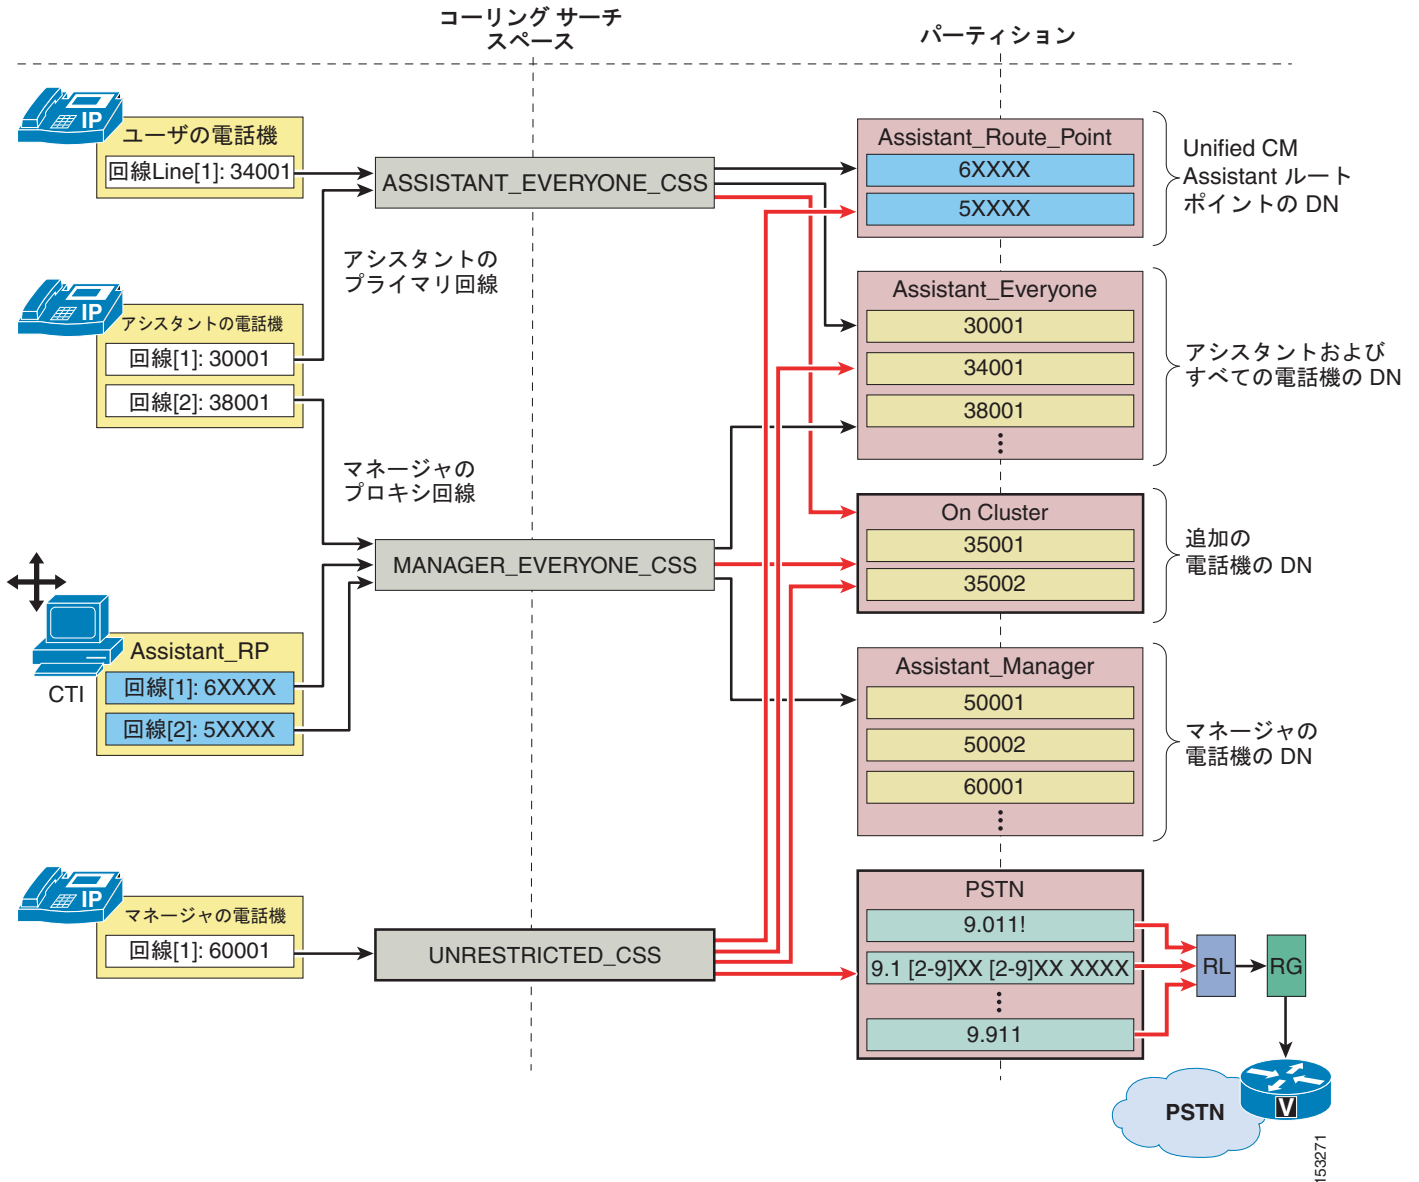 コーリング サーチ
スペース
パーティション
IP
ユーザの電話機
回線Line[1]: 34001
ASSISTANT_EVERYONE_CSS
Assistant_Route_Point
6XXXX
5XXXX
Unified CM
Assistant ルート
ポイントの DN
アシスタントの
プライマリ回線
IP
アシスタントの電話機
回線[1]: 30001
回線[2]: 38001
Assistant_Everyone
30001
34001
38001
アシスタントおよび
すべての電話機の DN
マネージャの
プロキシ回線
MANAGER_EVERYONE_CSS
On Cluster
35001
35002
追加の
電話機の DN
CTI
Assistant_RP
回線[1]: 6XXXX
回線[2]: 5XXXX
Assistant_Manager
50001
50002
60001
マネージャの
電話機の DN
IP
マネージャの電話機
回線[1]: 60001
UNRESTRICTED_CSS
PSTN
9.011!
9.1 [2-9]XX [2-9]XX XXXX
9.911
RL
RG
PSTN
V
153271